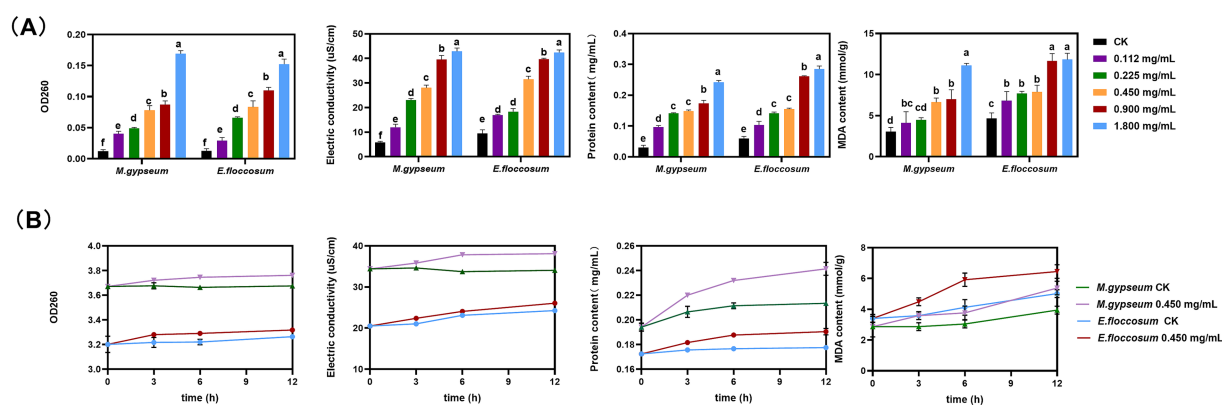 (A)
OD260
0.20
0.15
0.10
0.05
0.00
f
e
d
c
b
a
f
e
d
c
b
a
M.gypseum
E.floccosum
Electric conductivity (uS/cm)
60
50
40
30
20
10
0
f
e
d
c
b
a
e
d
d
c
b
a
M.gypseum
E.floccosum
Protein content( mg/mL)
0.4
0.3
0.2
0.1
0.0
e
d
c
c
b
a
e
d
c
c
b
a
M.gypseum
E.floccosum
MDA content (mmol/g)
15
10
5
0
d
bc
cd
b
b
a
c
b
b
b
a
a
M.gypseum
E.floccosum
CK
0.112 mg/mL
0.225 mg/mL
0.450 mg/mL
0.900 mg/mL
1.800 mg/mL
(B)
OD260
4.0
3.8
3.6
3.4
3.2
3.0
0
3
6
9
12
time (h)
Electric conductivity (uS/cm)
40
30
20
10
0
3
6
9
12
time (h)
Protein content( mg/mL)
0.26
0.24
0.22
0.20
0.18
0.16
0
3
6
9
12
time (h)
MDA content (mmol/g)
8
6
4
2
0
0
3
6
9
12
time (h)
M.gypseum CK
M.gypseum 0.450 mg/mL
E.floccosum CK
E.floccosum 0.450 mg/mL